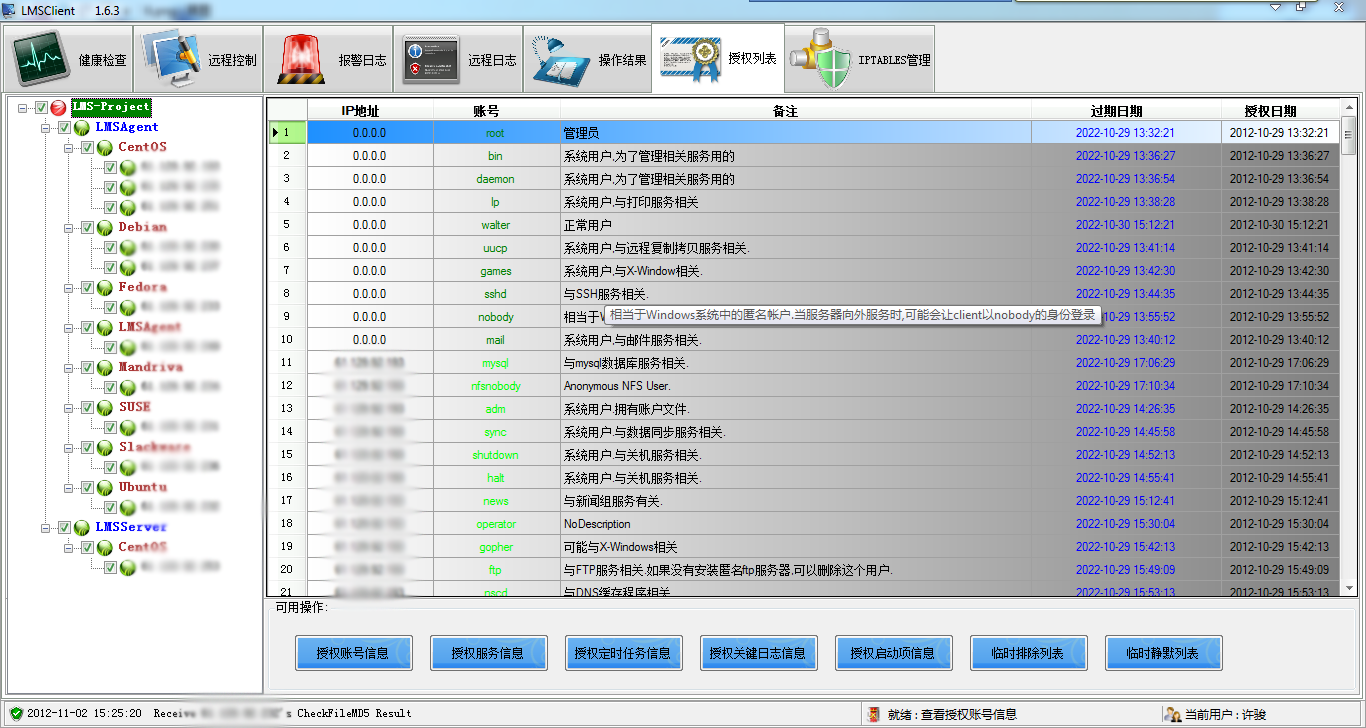 LMSClient 1.6.3
健康检查 远程控制 报警日志 远程日志 操作结果 授权列表 IPTABLES管理
LMS-Project
LMSAgent
CentOS
Debian
Fedora
LMSAgent
Mandriva
SUSE
Slackware
Ubuntu
LMSServer
CentOS
IP地址 账号 备注 过期日期 授权日期
1 0.0.0.0 root 管理员 2022-10-29 13:32:21 2012-10-29 13:32:21
2 0.0.0.0 bin 系统用户.为了管理相关服务用的 2022-10-29 13:36:27 2012-10-29 13:36:27
3 0.0.0.0 daemon 系统用户.为了管理相关服务用的 2022-10-29 13:36:54 2012-10-29 13:36:54
4 0.0.0.0 lp 系统用户.与打印服务相关 2022-10-29 13:38:28 2012-10-29 13:38:28
5 0.0.0.0 walter 正常用户 2022-10-30 15:12:21 2012-10-30 15:12:21
6 0.0.0.0 uucp 系统用户.与远程复制拷贝服务相关. 2022-10-29 13:41:14 2012-10-29 13:41:14
7 0.0.0.0 games 系统用户.与X-Window相关. 2022-10-29 13:42:30 2012-10-29 13:42:30
8 0.0.0.0 sshd 与SSH服务相关. 2022-10-29 13:44:35 2012-10-29 13:44:35
9 0.0.0.0 nobody 相当于 2022-10-29 13:55:52 2012-10-29 13:55:52
相当于Windows系统中的匿名帐户.当服务器向外服务时,可能会让client以nobody的身份登录
10 0.0.0.0 mail 系统用户.与邮件服务相关. 2022-10-29 13:40:12 2012-10-29 13:40:12
11 mysql 与mysql数据库服务相关. 2022-10-29 17:06:29 2012-10-29 17:06:29
12 nfsnobody Anonymous NFS User. 2022-10-29 17:10:34 2012-10-29 17:10:34
13 adm 系统用户.拥有账户文件. 2022-10-29 14:26:35 2012-10-29 14:26:35
14 sync 系统用户.与数据同步服务相关. 2022-10-29 14:45:58 2012-10-29 14:45:58
15 shutdown 系统用户.与关机服务相关. 2022-10-29 14:52:13 2012-10-29 14:52:13
16 halt 系统用户.与关机服务相关. 2022-10-29 14:55:41 2012-10-29 14:55:41
17 news 与新闻组服务有关. 2022-10-29 15:12:41 2012-10-29 15:12:41
18 operator NoDescription 2022-10-29 15:30:04 2012-10-29 15:30:04
19 gopher 可能与X-Windows相关 2022-10-29 15:42:13 2012-10-29 15:42:13
20 ftp 与FTP服务相关.如果没有安装匿名ftp服务器,可以删除这个用户. 2022-10-29 15:49:09 2012-10-29 15:49:09
21 nscd 与DNS缓存程序相关 2022-10-29 15:53:13 2012-10-29 15:53:13
可用操作:
授权账号信息 授权服务信息 授权定时任务信息 授权关键日志信息 授权启动项信息 临时排除列表 临时静默列表
2012-11-02 15:25:20 Receive 's CheckFileMD5 Result 就绪 : 查看授权账号信息 当前用户 : 许骏